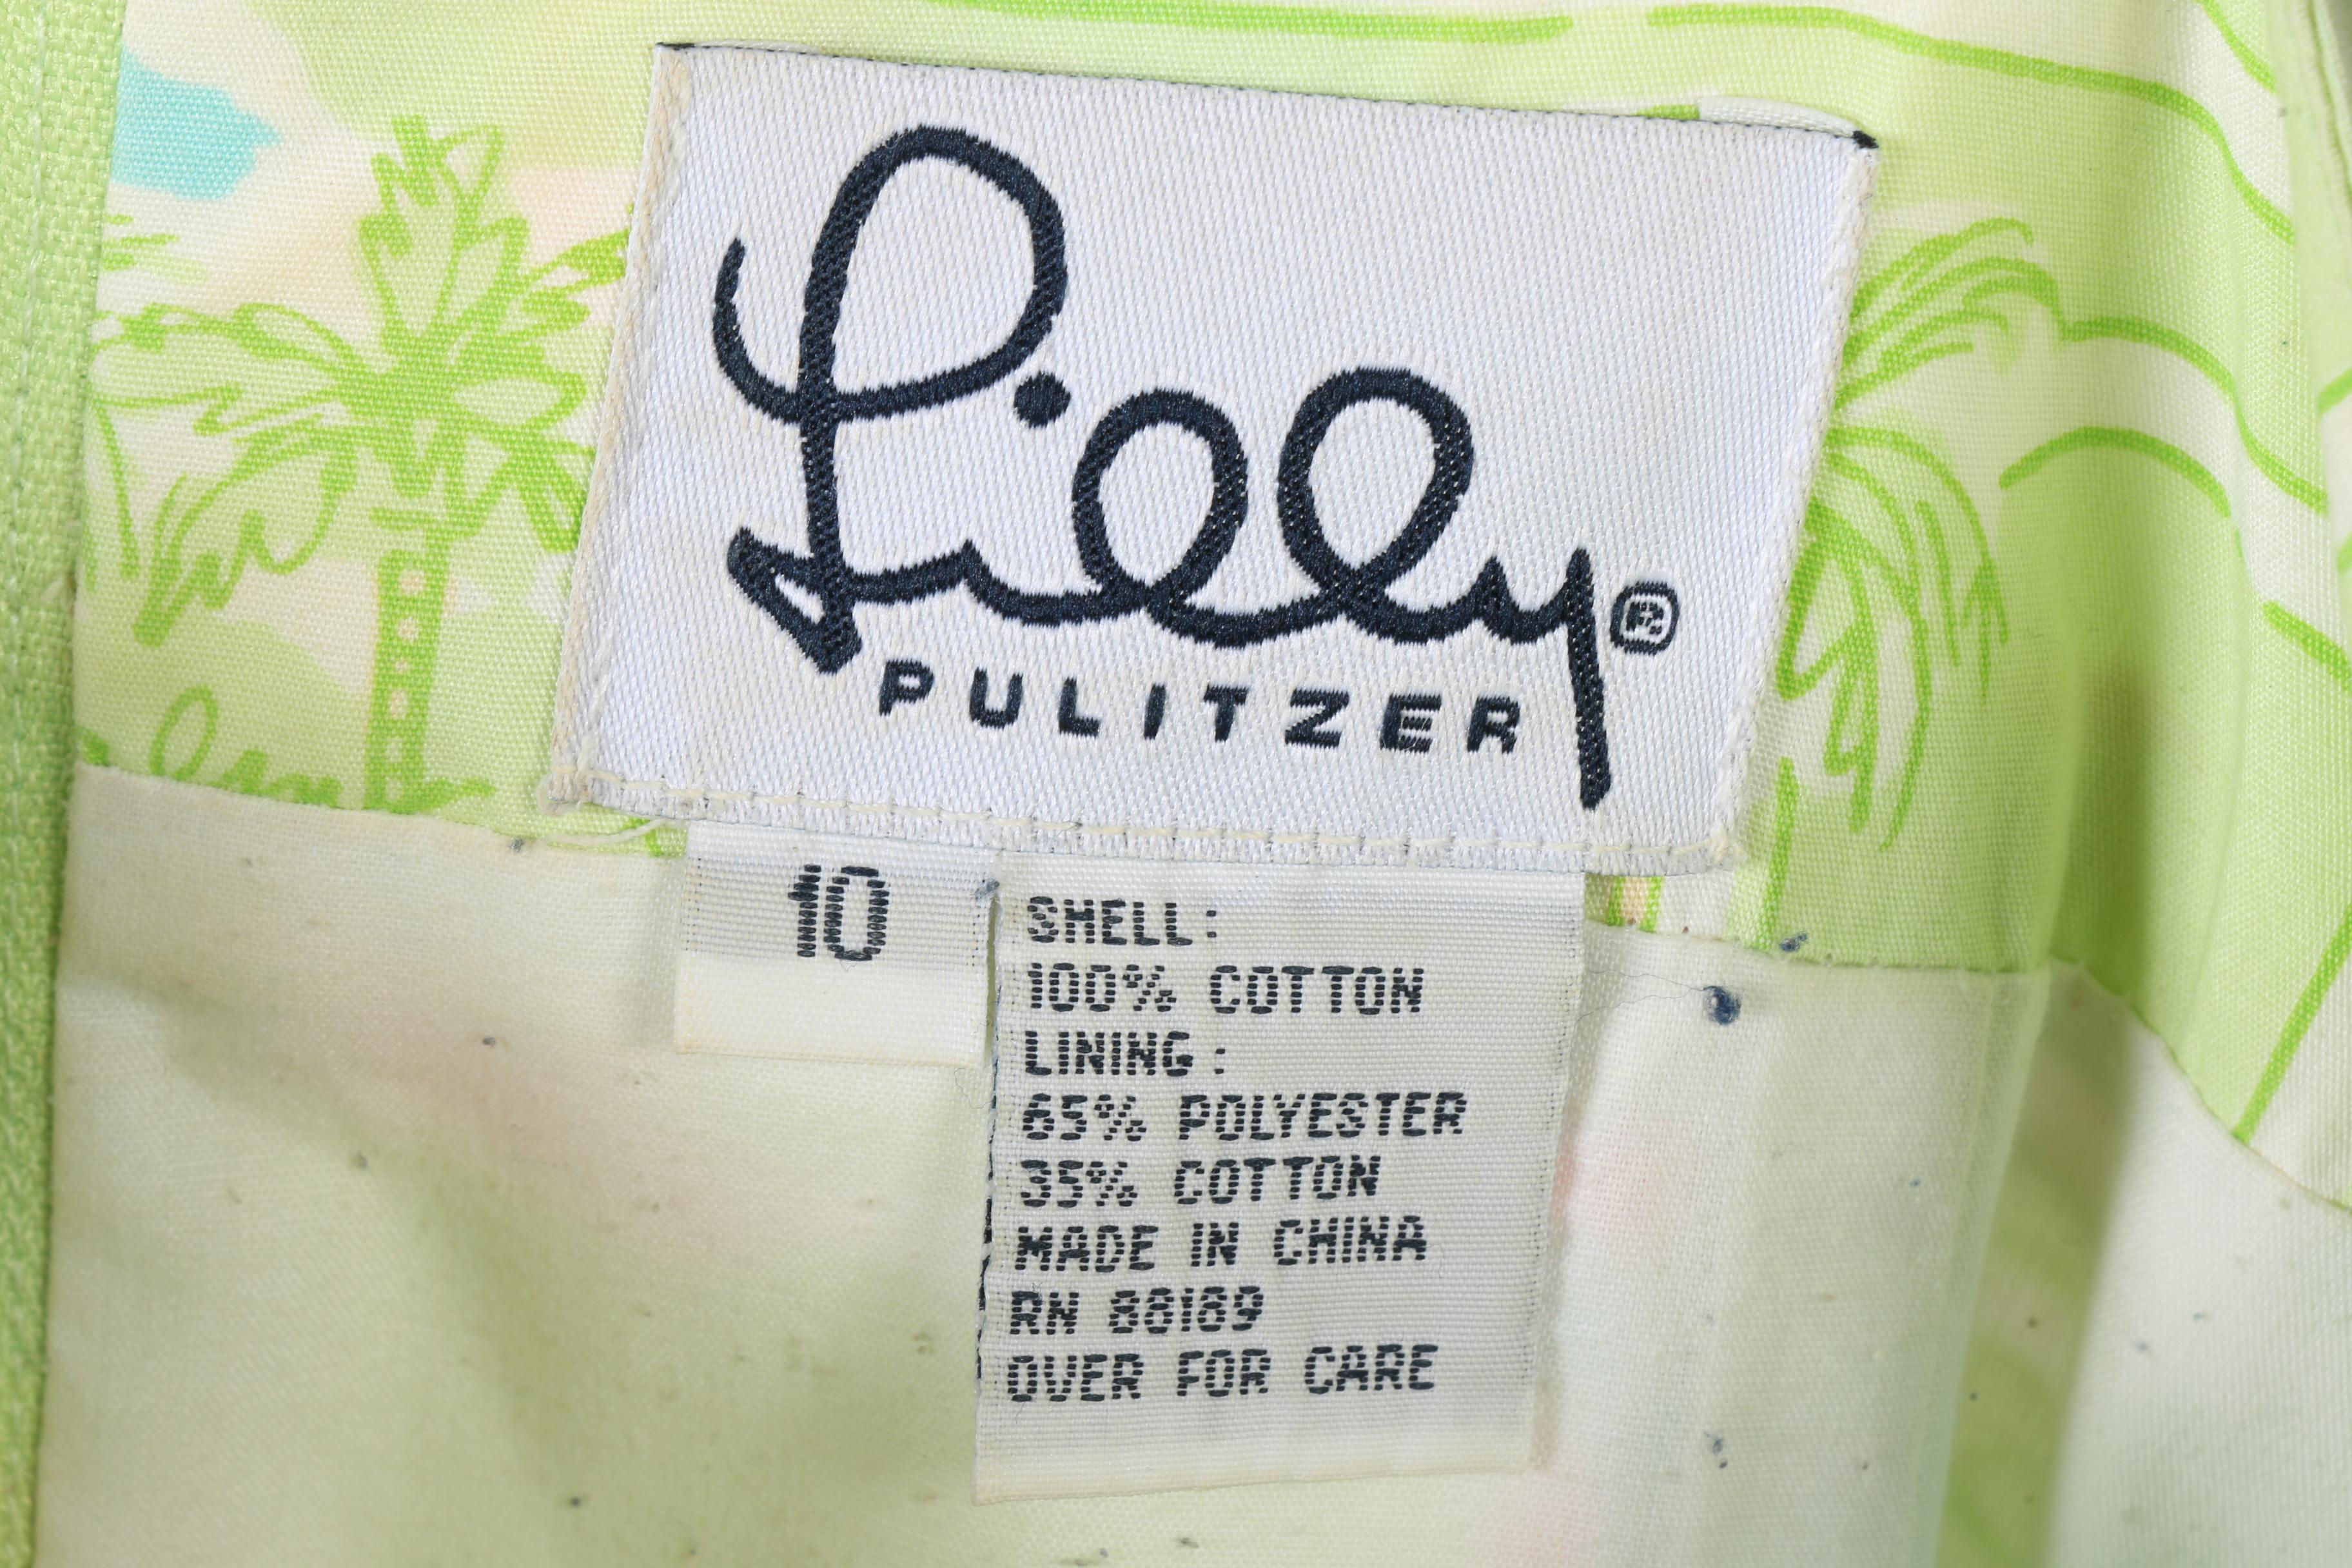 Lilly®
PULITZER
10
SHELL:
100% COTTON
LINING:
65% POLYESTER
35% COTTON
MADE IN CHINA
RN 88189
OVER FOR CARE